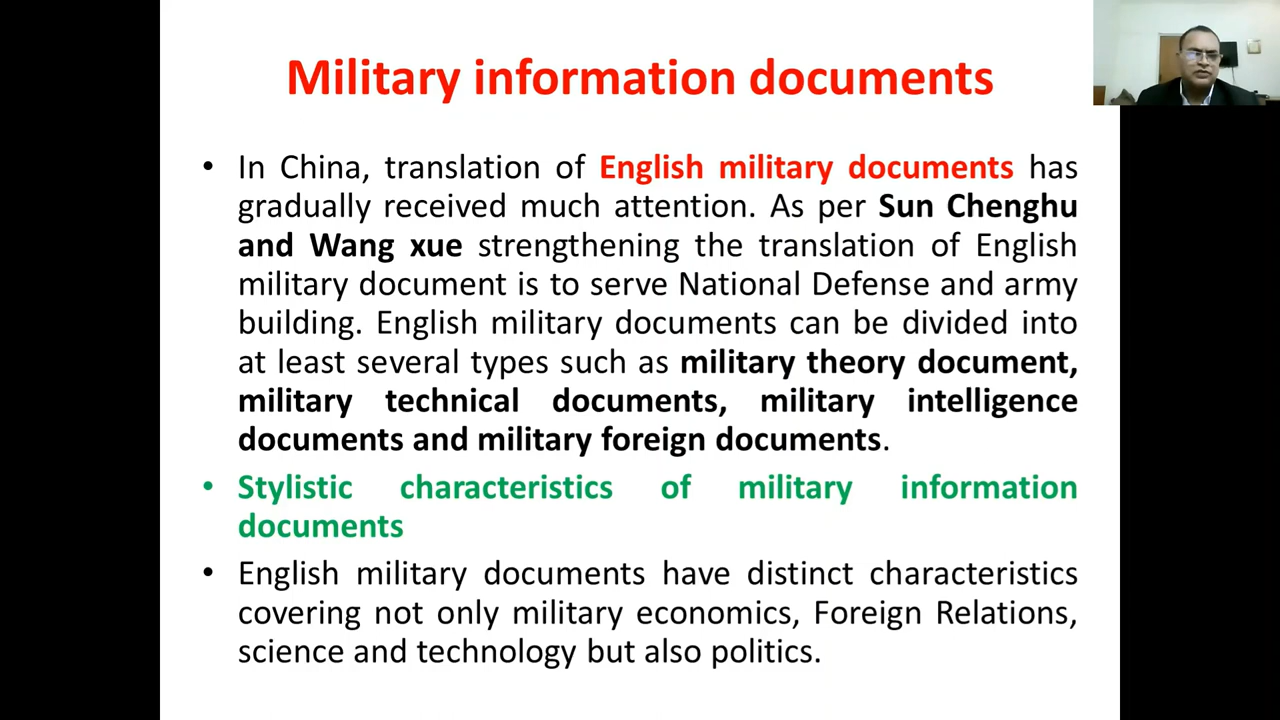 Military information documents
• In China, translation of English military documents has
gradually received much attention. As per Sun Chenghu
and Wang xue strengthening the translation of English
military document is to serve National Defense and army
building. English military documents can be divided into
at least several types such as military theory document,
military technical documents, military intelligence
documents and military foreign documents.
• Stylistic characteristics of military information
documents
• English military documents have distinct characteristics
covering not only military economics, Foreign Relations,
science and technology but also politics.